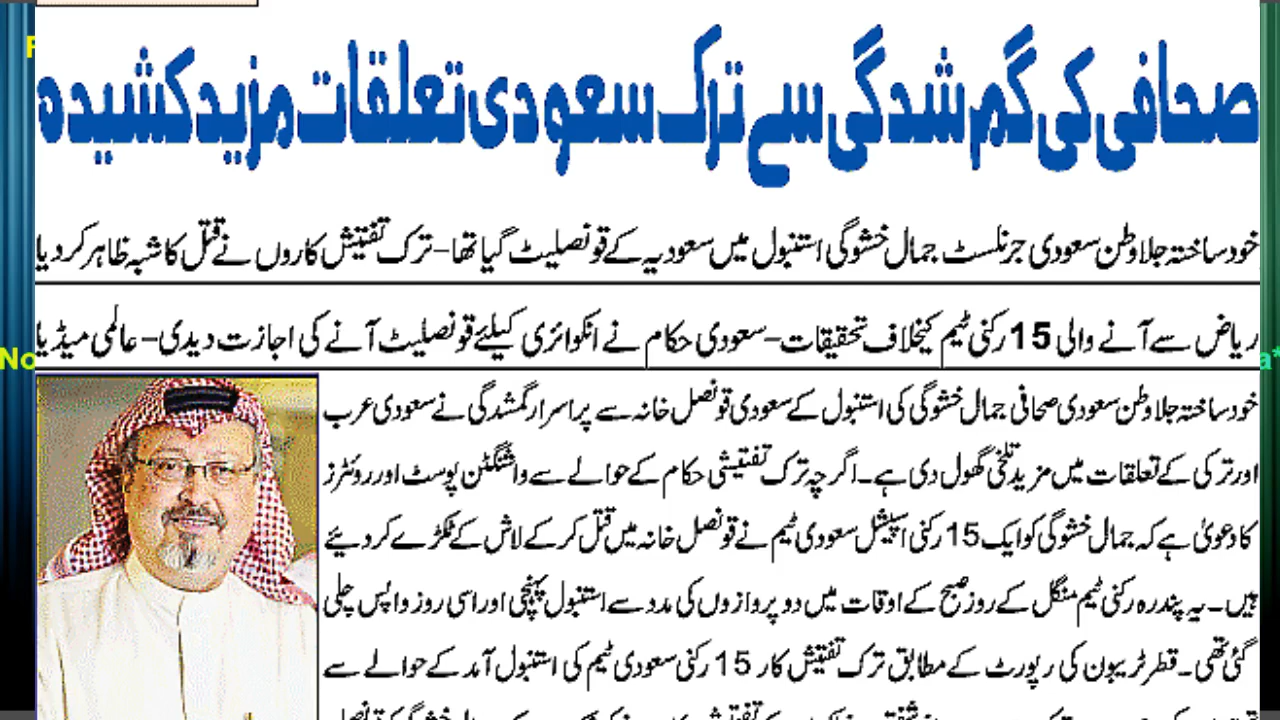 صحافی کی گم شدگی سے ترک سعودی تعلقات مزید کشیدہ
خود ساختہ جلاوطن سعودی جرنلسٹ جمال خشوگی استنبول میں سعودیہ کے قونصلیٹ گیا تھا-ترک تفتیش کاروں نے قتل کا شبہ ظاہر کردیا
ریاض سے آنے والی 15 رکنی ٹیم کیخلاف تحقیقات-سعودی حکام نے انکوائری کیلئے قونصلیٹ آنے کی اجازت دیدی-عالمی میڈیا
No
a*
خود ساختہ جلاوطن سعودی صحافی جمال خشوگی کی استنبول کے سعودی قونصل خانہ سے پراسرار گمشدگی نے سعودی عرب
اور ترکی کے تعلقات میں مزید تلخی گھول دی ہے۔ اگرچہ ترک تفتیشی حکام کے حوالے سے واشنگٹن پوسٹ اور روئٹرز
کا دعویٰ ہے کہ جمال خشوگی کو ایک 15 رکنی اسپیشل سعودی ٹیم نے قونصل خانہ میں قتل کر کے لاش کے ٹکڑے کر دیئے
ہیں۔ یہ پندرہ رکنی ٹیم منگل کے روز صبح کے اوقات میں دو پروازوں کی مدد سے استنبول پہنچی اور اسی روز واپس چلی
گئی تھی۔ قطر ٹریبون کی رپورٹ کے مطابق ترک تفتیش کار 15 رکنی سعودی ٹیم کی استنبول آمد کے حوالے سے